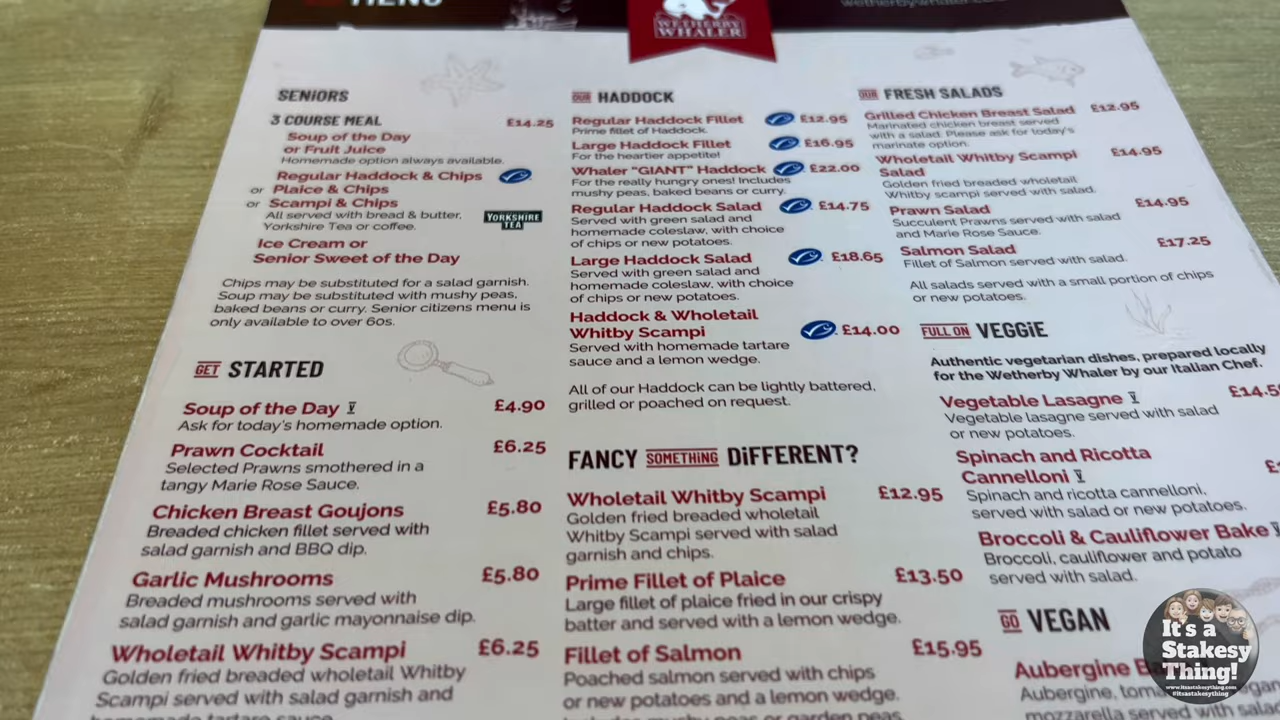 MENU
WETHERBY
WHALER
SENiORS
3 COURSE MEAL £14.25
Soup of the Day
or Fruit Juice
Homemade option always available.
Regular Haddock & Chips
or Plaice & Chips
or Scampi & Chips
All served with bread & butter,
Yorkshire Tea or coffee.
YORKSHIRE
TEA
Ice Cream or
Senior Sweet of the Day
Chips may be substituted for a salad garnish.
Soup may be substituted with mushy peas,
baked beans or curry. Senior citizens menu is
only available to over 60s.
GET STARTED
Soup of the Day V £4.90
Ask for today's homemade option.
Prawn Cocktail £6.25
Selected Prawns smothered in a
tangy Marie Rose Sauce.
Chicken Breast Goujons £5.80
Breaded chicken fillet served with
salad garnish and BBQ dip.
Garlic Mushrooms £5.80
Breaded mushrooms served with
salad garnish and garlic mayonnaise dip.
Wholetail Whitby Scampi £6.25
Golden fried breaded wholetail Whitby
Scampi served with salad garnish and
homemade tartare sauce
OUR HADDOCK
Regular Haddock Fillet £12.95
Prime fillet of Haddock.
Large Haddock Fillet £16.95
For the heartier appetite!
Whaler "GIANT" Haddock £22.00
For the really hungry ones! Includes
mushy peas, baked beans or curry.
Regular Haddock Salad £14.75
Served with green salad and
homemade coleslaw, with choice
of chips or new potatoes.
Large Haddock Salad £18.65
Served with green salad and
homemade coleslaw, with choice
of chips or new potatoes.
Haddock & Wholetail
Whitby Scampi £14.00
Served with homemade tartare
sauce and a lemon wedge.
All of our Haddock can be lightly battered,
grilled or poached on request.
FANCY SOMETHiNG DiFFERENT?
Wholetail Whitby Scampi £12.95
Golden fried breaded wholetail
Whitby Scampi served with salad
garnish and chips.
Prime Fillet of Plaice £13.50
Large fillet of plaice fried in our crispy
batter and served with a lemon wedge.
Fillet of Salmon £15.95
Poached salmon served with chips
or new potatoes and a lemon wedge.
Includes mushy peas or garden peas
OUR FRESH SALADS
Grilled Chicken Breast Salad £12.95
Marinated chicken breast served
with a salad. Please ask for today's
marinate option.
Wholetail Whitby Scampi £14.95
Salad
Golden fried breaded wholetail
Whitby scampi served with salad.
Prawn Salad £14.95
Succulent Prawns served with salad
and Marie Rose Sauce.
Salmon Salad £17.25
Fillet of Salmon served with salad.
All salads served with a small portion of chips
or new potatoes.
FULL ON VEGGiE
Authentic vegetarian dishes, prepared locally
for the Wetherby Whaler by our Italian Chef.
Vegetable Lasagne V £14.5
Vegetable lasagne served with salad
or new potatoes.
Spinach and Ricotta
Cannelloni V
Spinach and ricotta cannelloni,
served with salad or new potatoes.
Broccoli & Cauliflower Bake
Broccoli, cauliflower and potato
served with salad.
GO VEGAN
Aubergine
Aubergine,
mozzarella served with salad
It's a
Stakesy
Thing!
www.itsastakesything.com
#itsastakesything